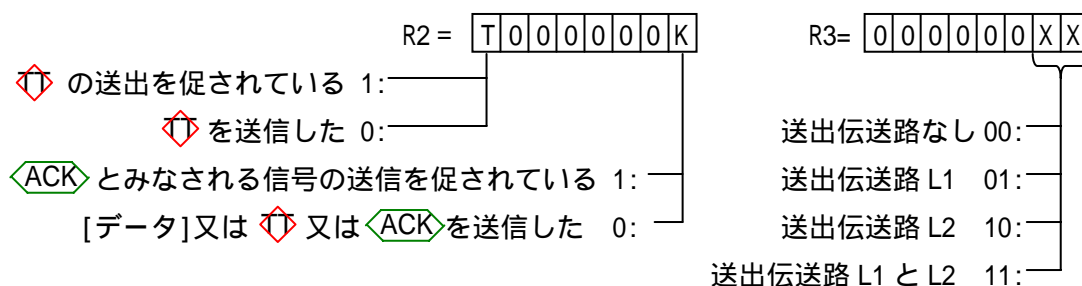 R2 = T 0 0 0 0 0 0 K R3= 0 0 0 0 0 0 X X
TT の送出を促されている 1:
TT を送信した 0: 送出伝送路なし 00:
ACK とみなされる信号の送信を促されている 1: 送出伝送路 L1 01:
[データ]又は TT 又は ACK を送信した 0: 送出伝送路 L2 10:
送出伝送路 L1 と L2 11: